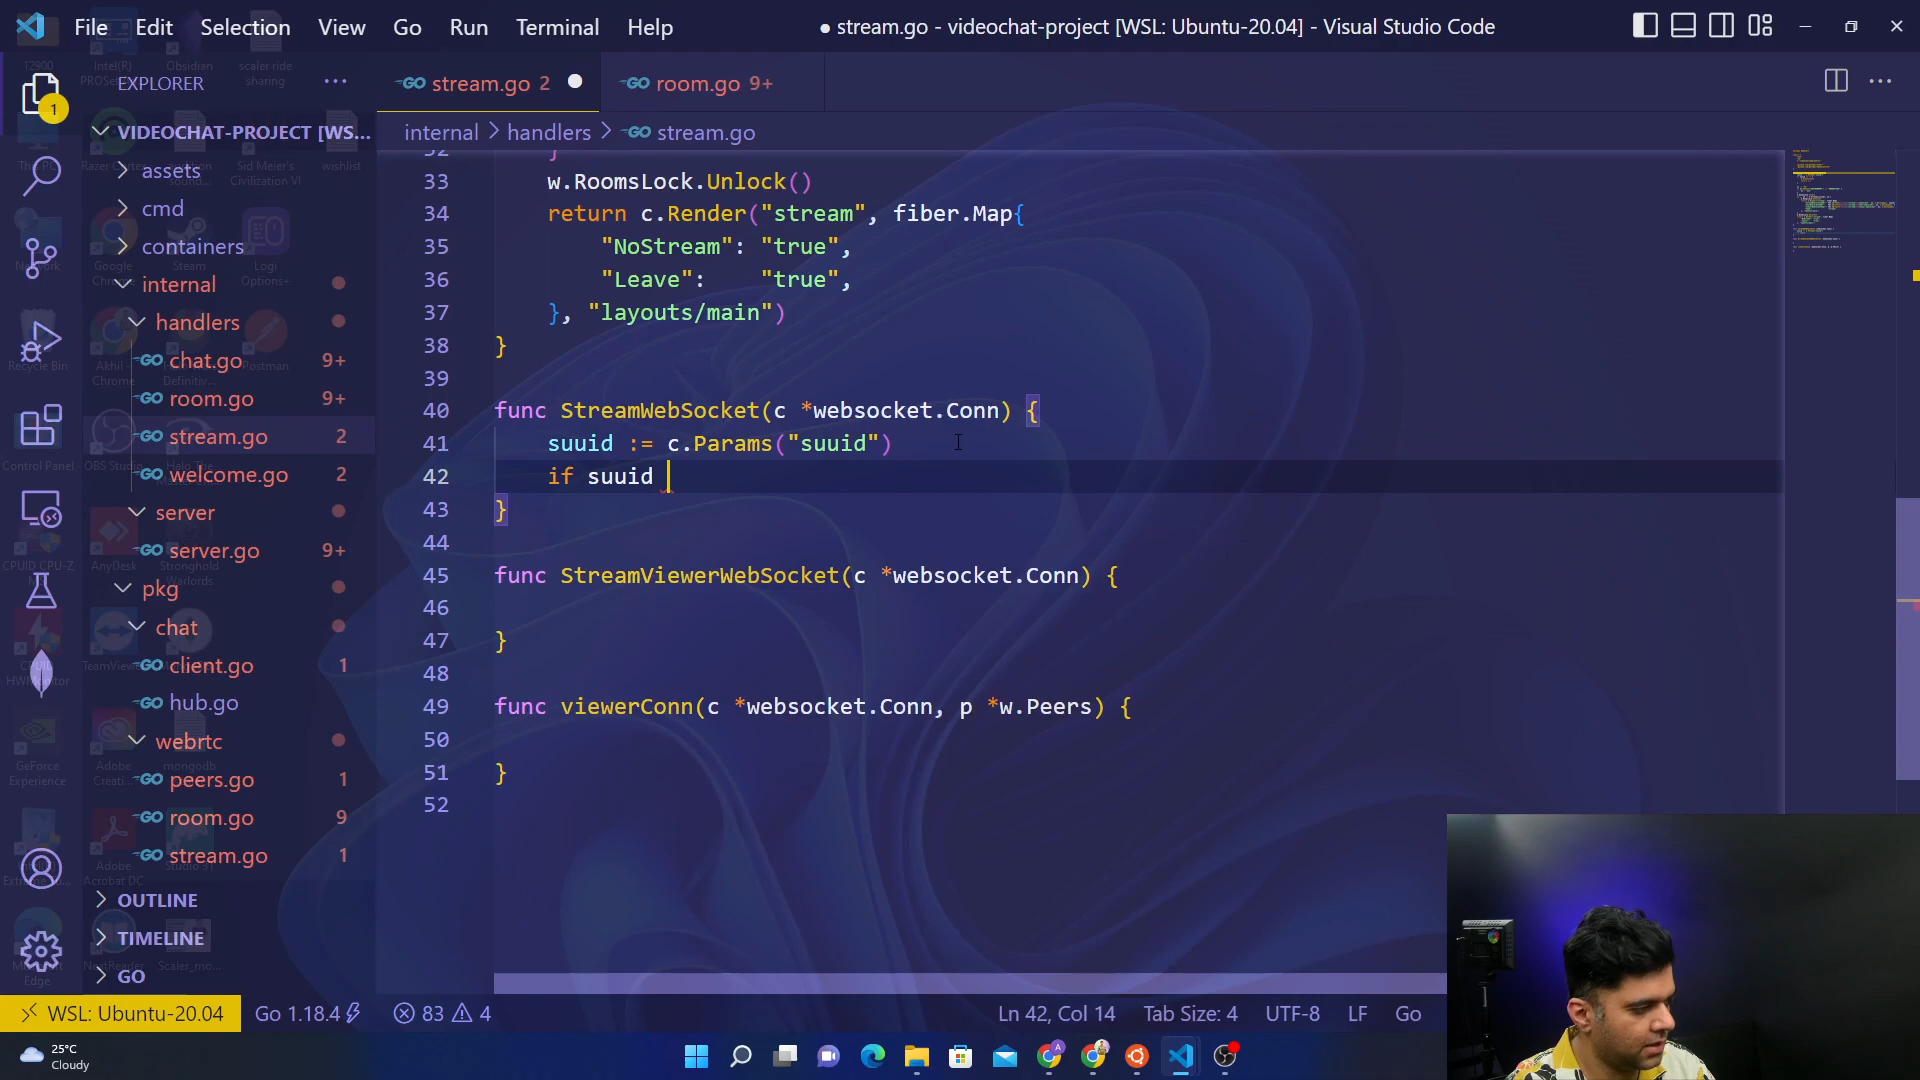 File Edit Selection View Go Run Terminal Help
● stream.go - videochat-project [WSL: Ubuntu-20.04] - Visual Studio Code
EXPLORER
1
stream.go 2
room.go 9+
VIDEOCHAT-PROJECT [WS...
internal > handlers > stream.go
assets
cmd
containers
internal
handlers
chat.go 9+
room.go 9+
stream.go 2
welcome.go 2
server
server.go 9+
pkg
chat
client.go 1
hub.go
webrtc
peers.go 1
room.go 9
stream.go 1
OUTLINE
TIMELINE
GO
32 }
33 w.RoomsLock.Unlock()
34 return c.Render("stream", fiber.Map{
35 "NoStream": "true",
36 "Leave": "true",
37 }, "layouts/main")
38 }
39
40 func StreamWebSocket(c *websocket.Conn) {
41 suuid := c.Params("suuid")
42 if suuid
43 }
44
45 func StreamViewerWebSocket(c *websocket.Conn) {
46
47 }
48
49 func viewerConn(c *websocket.Conn, p *w.Peers) {
50
51 }
52
WSL: Ubuntu-20.04 Go 1.18.4 83 4 Ln 42, Col 14 Tab Size: 4 UTF-8 LF Go
25°C
Cloudy